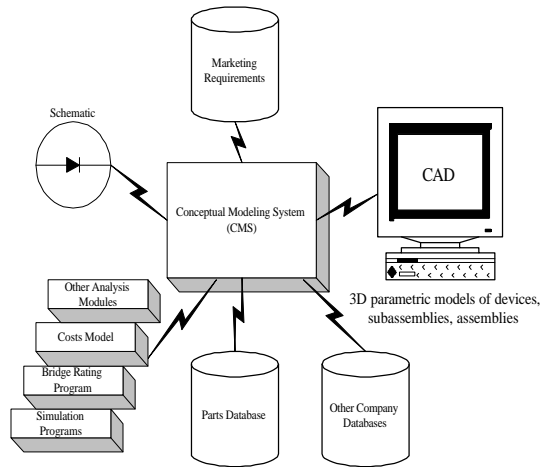 Marketing
Requirements
Schematic
CAD
Conceptual Modeling System
(CMS)
3D parametric models of devices,
subassemblies, assemblies
Other Analysis
Modules
Costs Model
Bridge Rating
Program
Simulation
Programs
Parts Database
Other Company
Databases